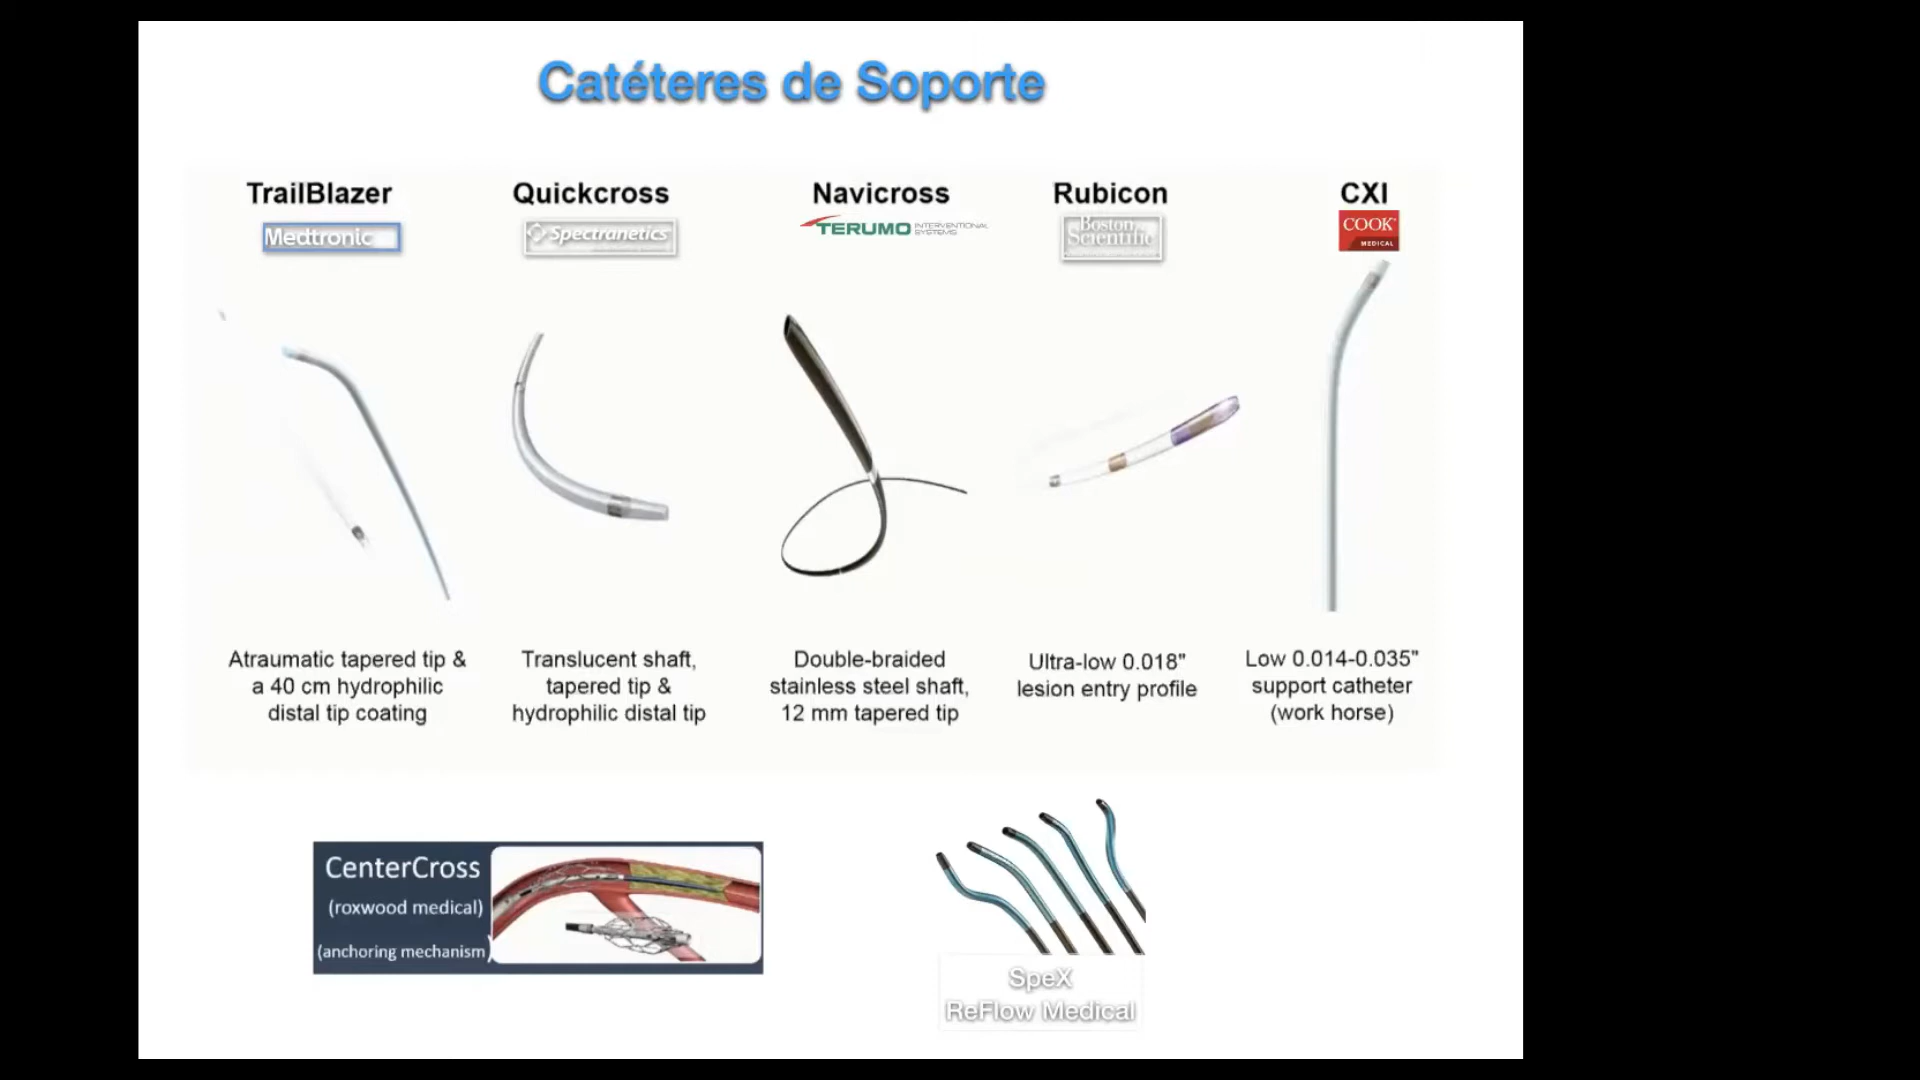 Catéteres de Soporte
TrailBlazer
Medtronic
Quickcross
Spectranetics
Navicross
TERUMO INTERVENTIONAL SYSTEMS
Rubicon
Boston
Scientific
CXI
COOK
MEDICAL
Atraumatic tapered tip &
a 40 cm hydrophilic
distal tip coating
Translucent shaft,
tapered tip &
hydrophilic distal tip
Double-braided
stainless steel shaft,
12 mm tapered tip
Ultra-low 0.018"
lesion entry profile
Low 0.014-0.035"
support catheter
(work horse)
CenterCross
(roxwood medical)
(anchoring mechanism)
SpeX
ReFlow Medical